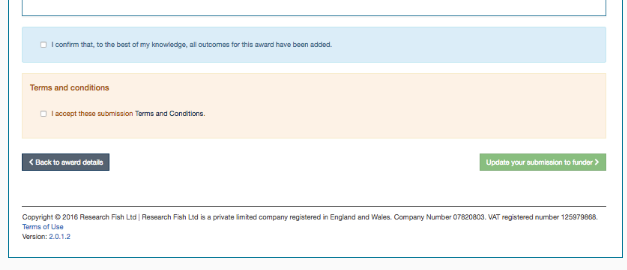 I confirm that, to the best of my knowledge, all outcomes for this award have been added.
Terms and conditions
I accept these submission Terms and Conditions.
< Back to award details
Update your submission to funder >
Copyright © 2016 Research Fish Ltd | Research Fish Ltd is a private limited company registered in England and Wales. Company Number 07820803. VAT registered number 125979868.
Terms of Use
Version: 2.0.1.2